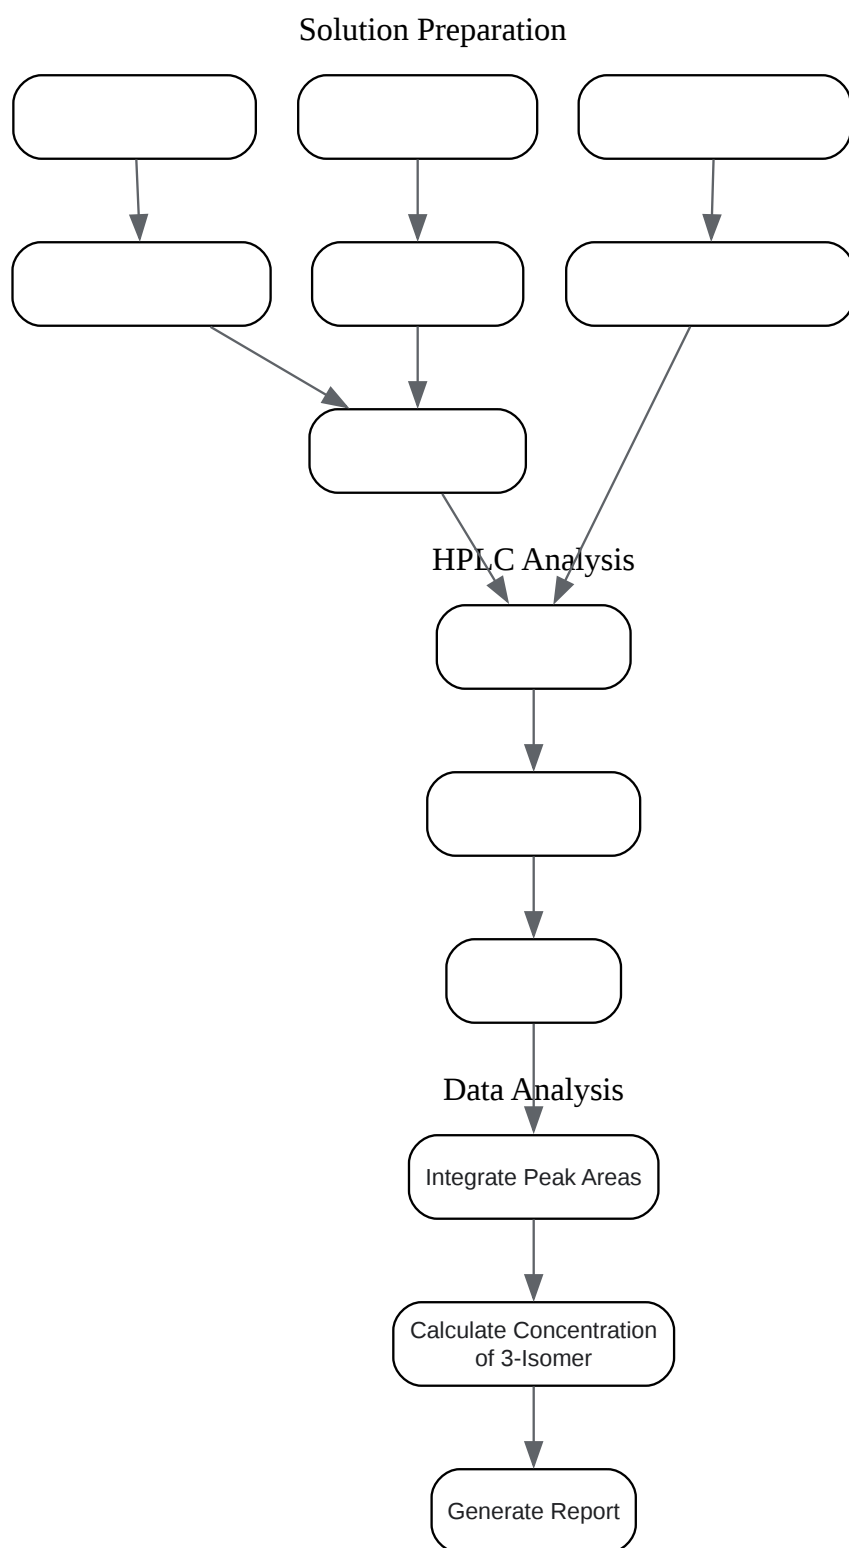 Solution Preparation
HPLC Analysis
Data Analysis
Integrate Peak Areas
Calculate Concentration
of 3-Isomer
Generate Report